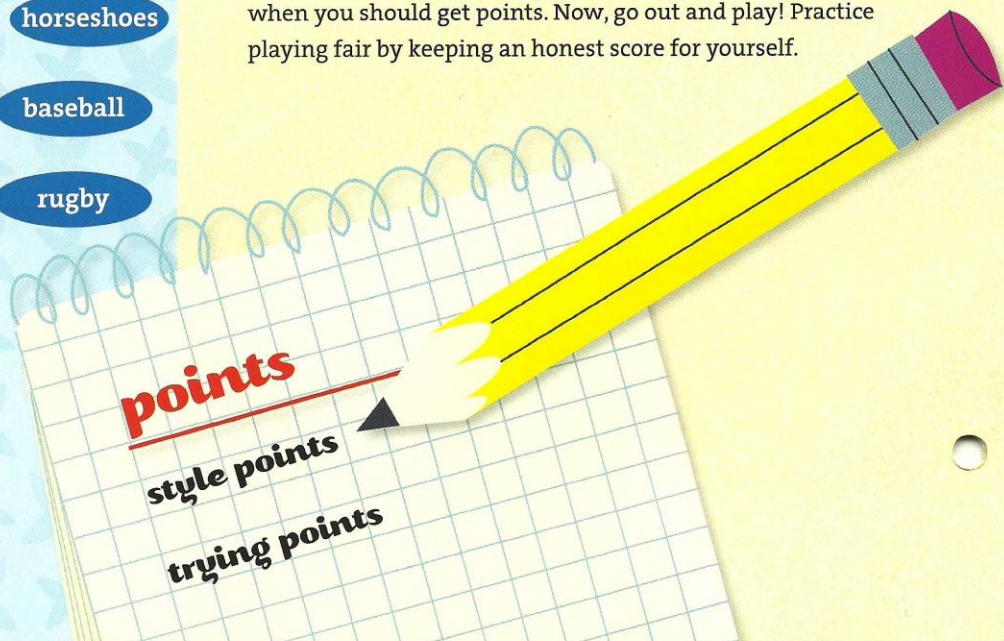 horseshoes
baseball
rugby
when you should get points. Now, go out and play! Practice
playing fair by keeping an honest score for yourself.
points
style points
trying points